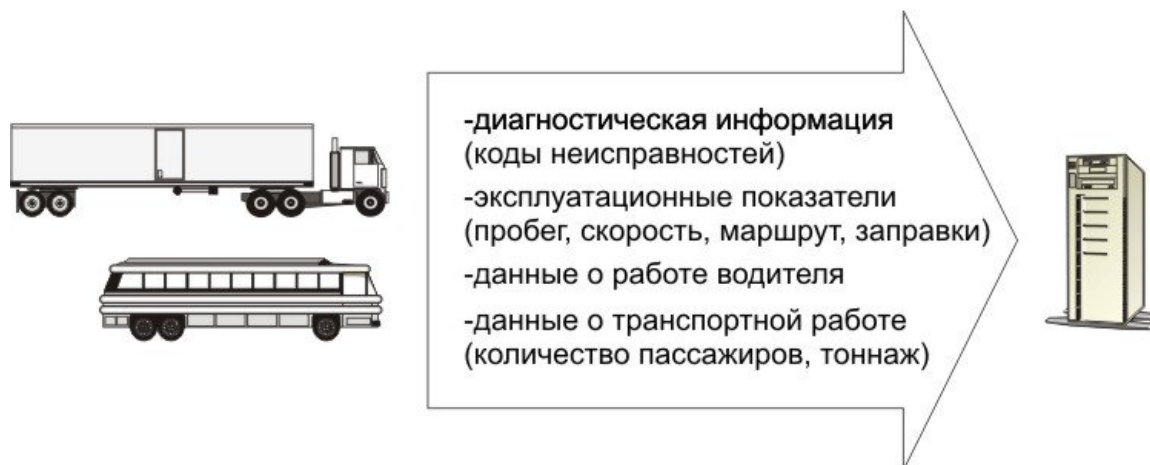 -диагностическая информация
(коды неисправностей)
-эксплуатационные показатели
(пробег, скорость, маршрут, заправки)
-данные о работе водителя
-данные о транспортной работе
(количество пассажиров, тоннаж)